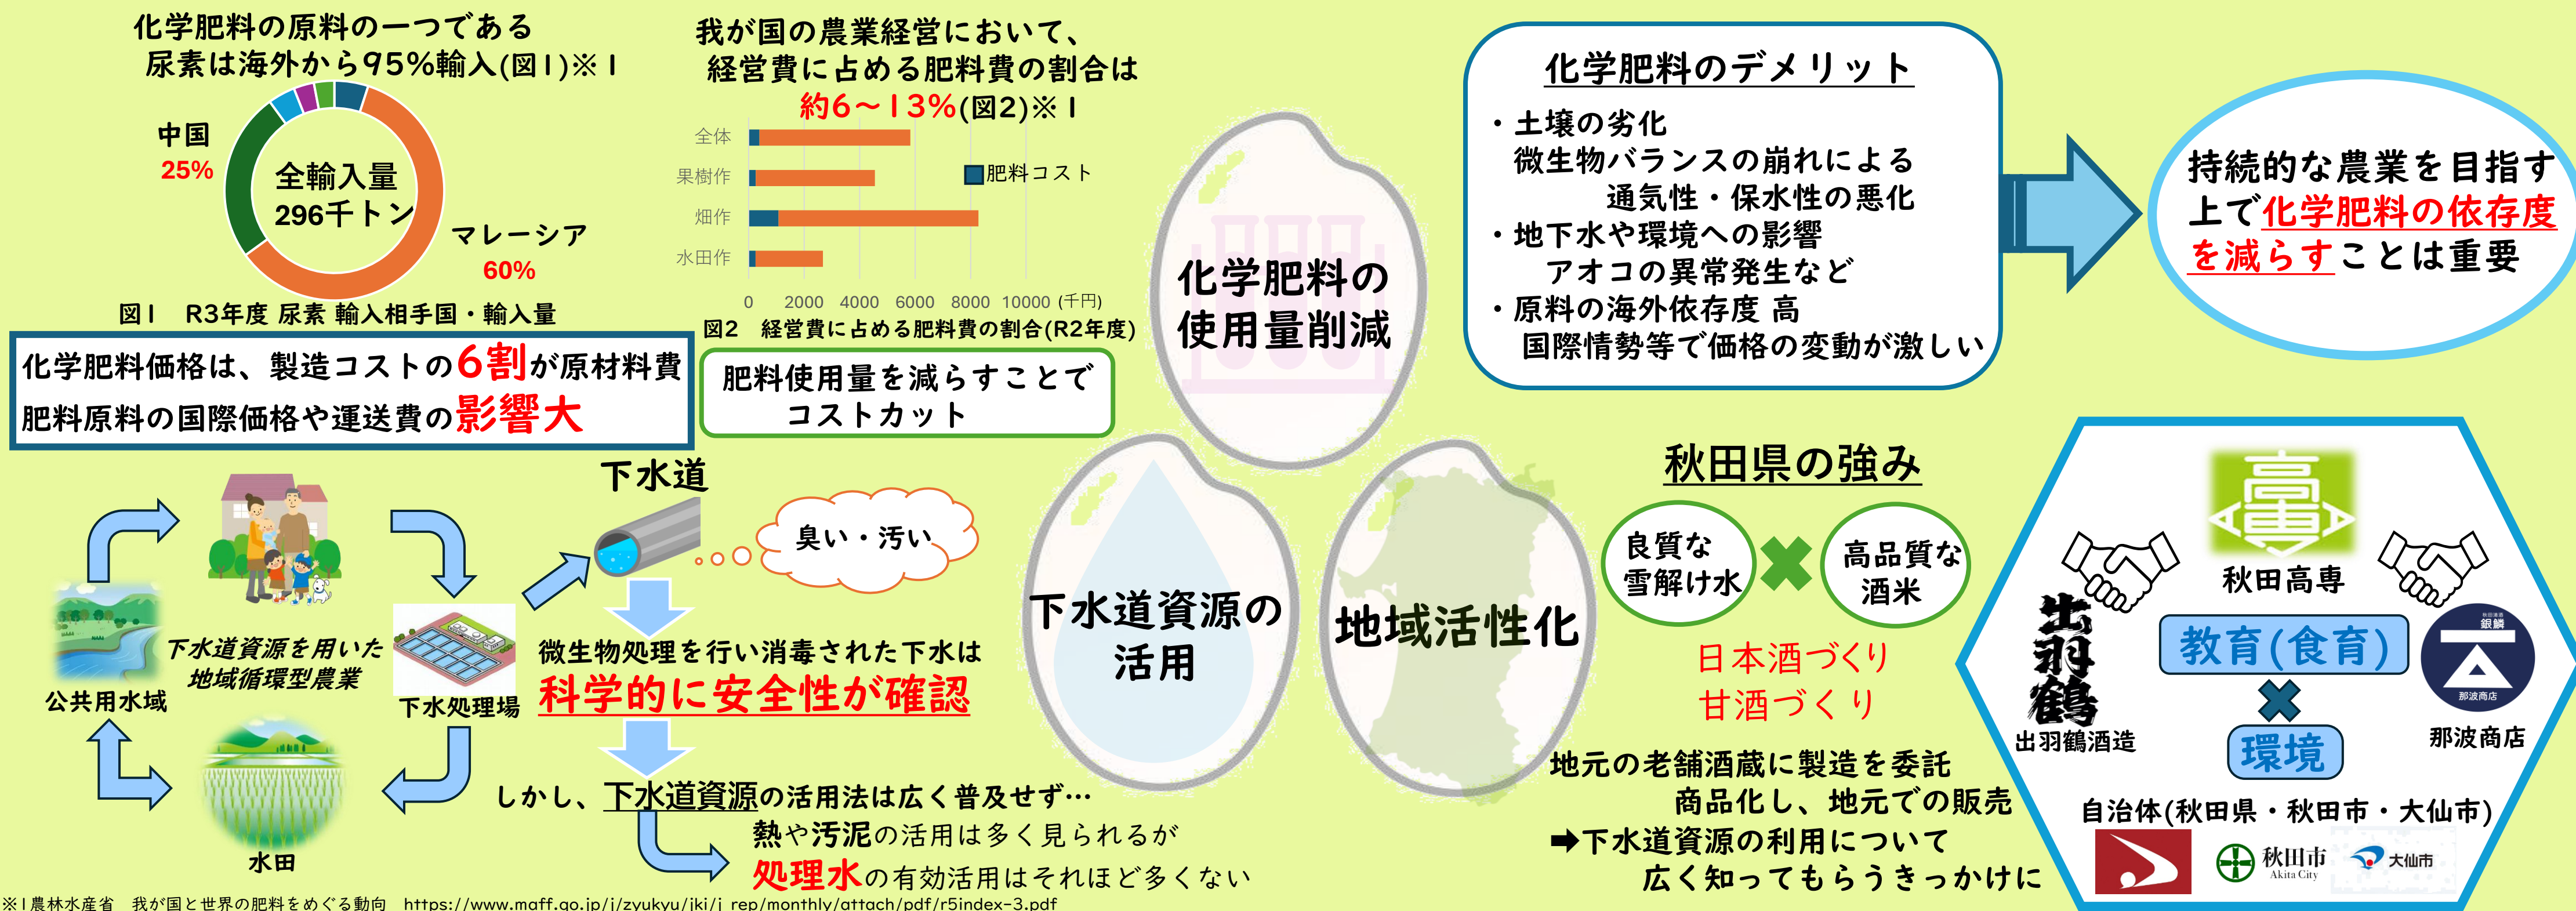 化学肥料の原料の一つである
尿素は海外から95%輸入(図1)※1
中国
25%
全輸入量
296千トン
マレーシア
60%
図1 R3年度 尿素 輸入相手国・輸入量
化学肥料価格は、製造コストの6割が原材料費
肥料原料の国際価格や運送費の影響大
我が国の農業経営において、
経営費に占める肥料費の割合は
約6～13%(図2)※1
全体
果樹作
畑作
水田作
肥料コスト
0 2000 4000 6000 8000 10000 (千円)
図2 経営費に占める肥料費の割合(R2年度)
肥料使用量を減らすことで
コストカット
化学肥料の
使用量削減
化学肥料のデメリット
・土壌の劣化
微生物バランスの崩れによる
通気性・保水性の悪化
・地下水や環境への影響
アオコの異常発生など
・原料の海外依存度 高
国際情勢等で価格の変動が激しい
持続的な農業を目指す
上で化学肥料の依存度
を減らすことは重要
下水道資源を用いた
地域循環型農業
公共用水域
下水処理場
水田
下水道
臭い・汚い
微生物処理を行い消毒された下水は
科学的に安全性が確認
しかし、下水道資源の活用法は広く普及せず…
熱や汚泥の活用は多く見られるが
処理水の有効活用はそれほど多くない
下水道資源の
活用
地域活性化
秋田県の強み
良質な
雪解け水
高品質な
酒米
日本酒づくり
甘酒づくり
地元の老舗酒蔵に製造を委託
商品化し、地元での販売
➡下水道資源の利用について
広く知ってもらうきっかけに
高専
秋田高専
出羽鶴
出羽鶴酒造
教育(食育)
環境
秋田清酒
銀鱗
那波商店
那波商店
自治体(秋田県・秋田市・大仙市)
秋田市
Akita City
大仙市
※1農林水産省 我が国と世界の肥料をめぐる動向 https://www.maff.go.jp/j/zyukyu/jki/j_rep/monthly/attach/pdf/r5index-3.pdf